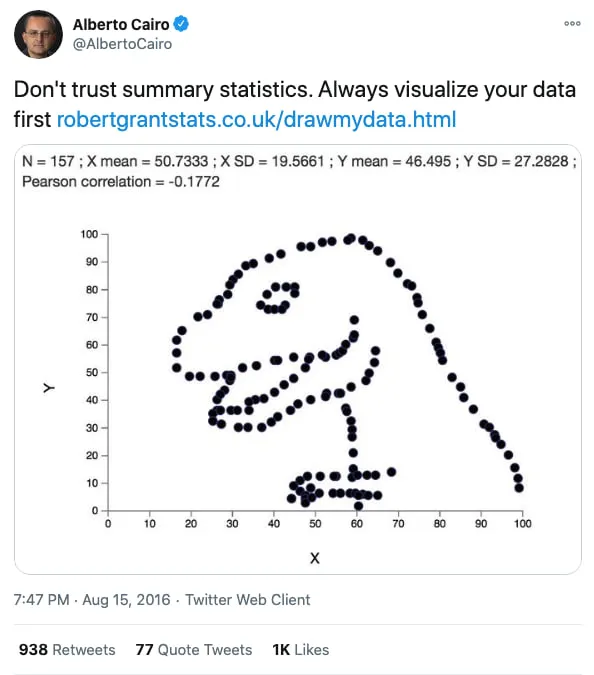 Alberto Cairo
@AlbertoCairo
Don't trust summary statistics. Always visualize your data
first robertgrantstats.co.uk/drawmydata.html
N = 157 ; X mean = 50.7333 ; X SD = 19.5661 ; Y mean = 46.495 ; Y SD = 27.2828 ;
Pearson correlation = -0.1772
100
90
80
70
60
50
40
30
20
10
0
Y
0 10 20 30 40 50 60 70 80 90 100
X
7:47 PM · Aug 15, 2016 · Twitter Web Client
938 Retweets 77 Quote Tweets 1K Likes